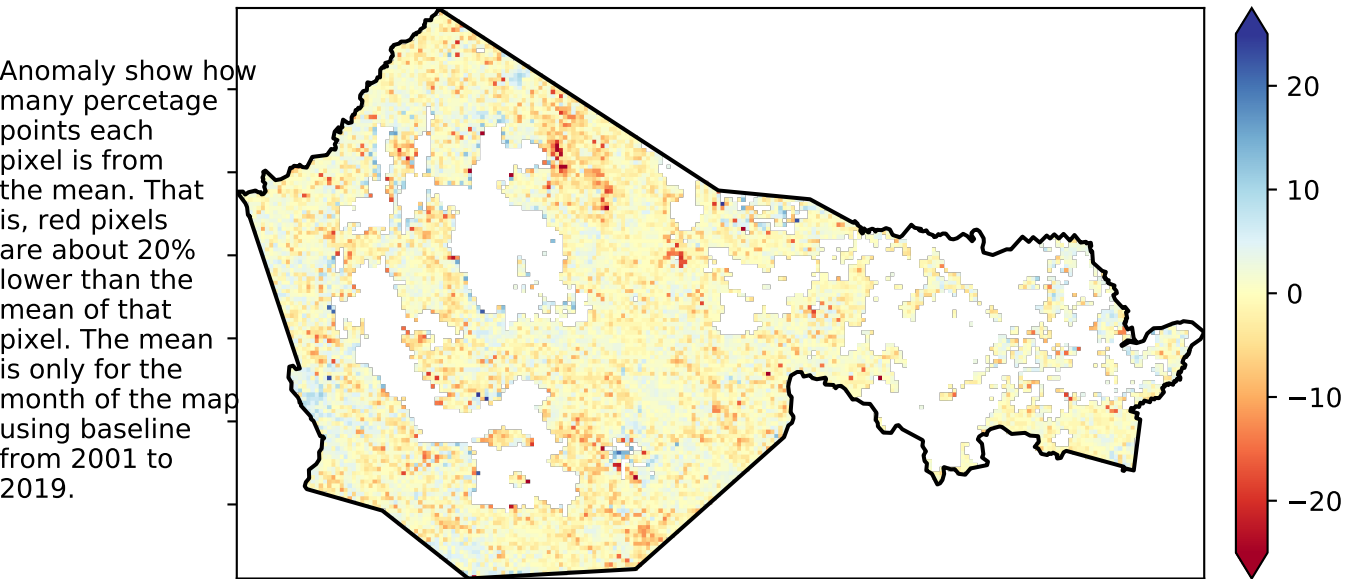 Anomaly show how
many percetage
points each
pixel is from
the mean. That
is, red pixels
are about 20%
lower than the
mean of that
pixel. The mean
is only for the
month of the map
using baseline
from 2001 to
2019.
20
10
0
−10
−20